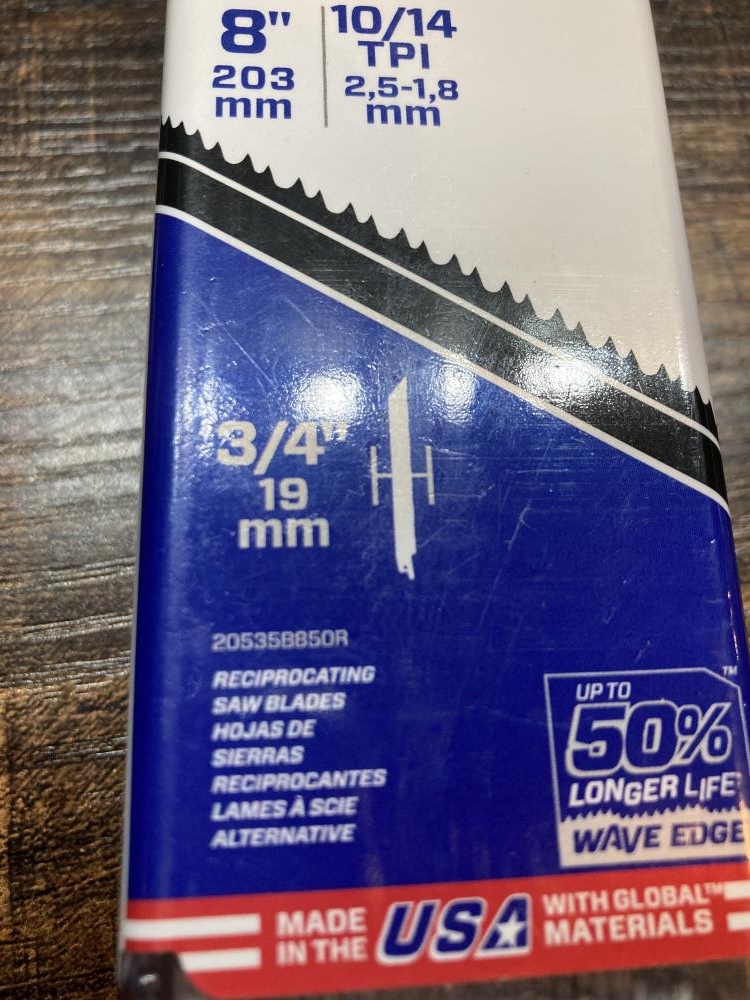 8"
203
mm
10/14
TPI
2,5-1,8
mm
3/4"
19
mm
20535B850R
RECIPROCATING
SAW BLADES
HOJAS DE
SIERRAS
RECIPROCANTES
LAMES À SCIE
ALTERNATIVE
UP TO
50%
LONGER LIFE
WAVE EDGE
TM
MADE
IN THE
USA
WITH GLOBAL™
MATERIALS